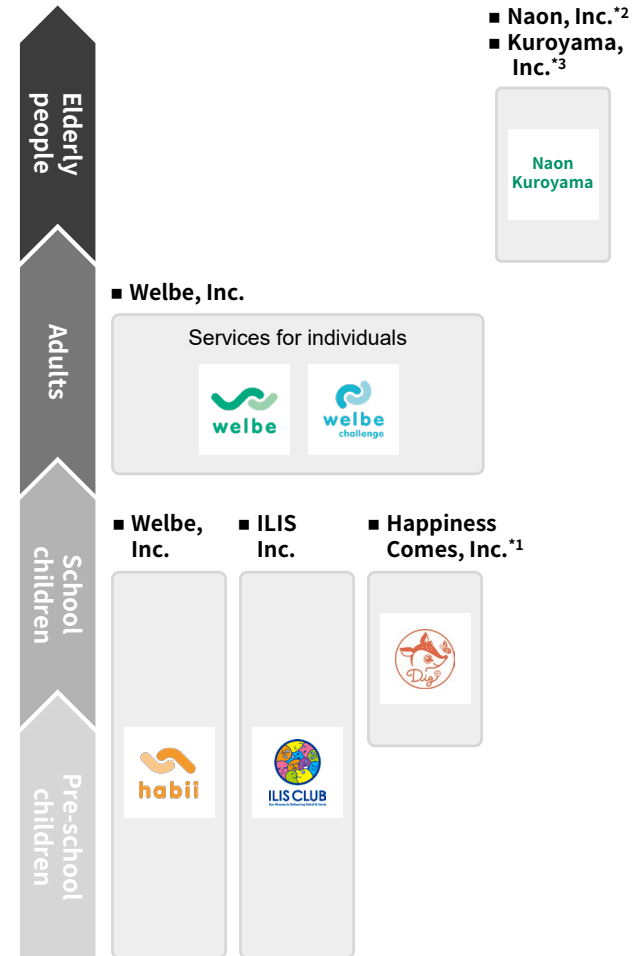 ■ Naon, Inc.*2
■ Kuroyama,
Inc.*3
Elderly
people
Naon
Kuroyama
■ Welbe, Inc.
Adults
Services for individuals
welbe
welbe
challenge
■ Welbe,
Inc.
■ ILIS
Inc.
■ Happiness
Comes, Inc.*1
School
children
Dig
habii
ILIS CLUB
Pre-school
children